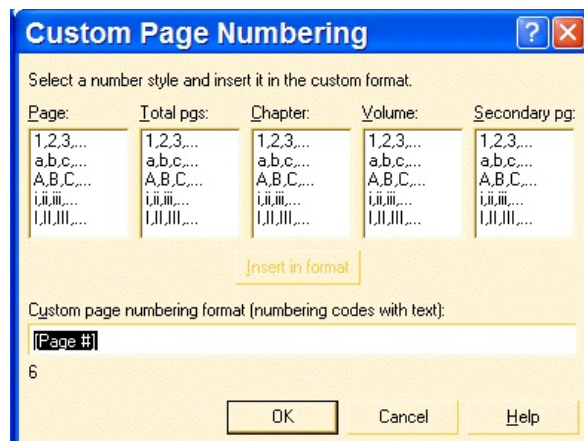 Custom Page Numbering
?
Select a number style and insert it in the custom format.
Page: Total pgs: Chapter: Volume: Secondary pg:
1,2,3,... 1,2,3,... 1,2,3,... 1,2,3,... 1,2,3,...
a,b,c,... a,b,c,... a,b,c,... a,b,c,... a,b,c,...
A,B,C,... A,B,C,... A,B,C,... A,B,C,... A,B,C,...
i,ii,iii,... i,ii,iii,... i,ii,iii,... i,ii,iii,... i,ii,iii,...
I,II,III,... I,II,III,... I,II,III,... I,II,III,... I,II,III,...
Insert in format
Custom page numbering format (numbering codes with text):
[Page #]
6
OK Cancel Help